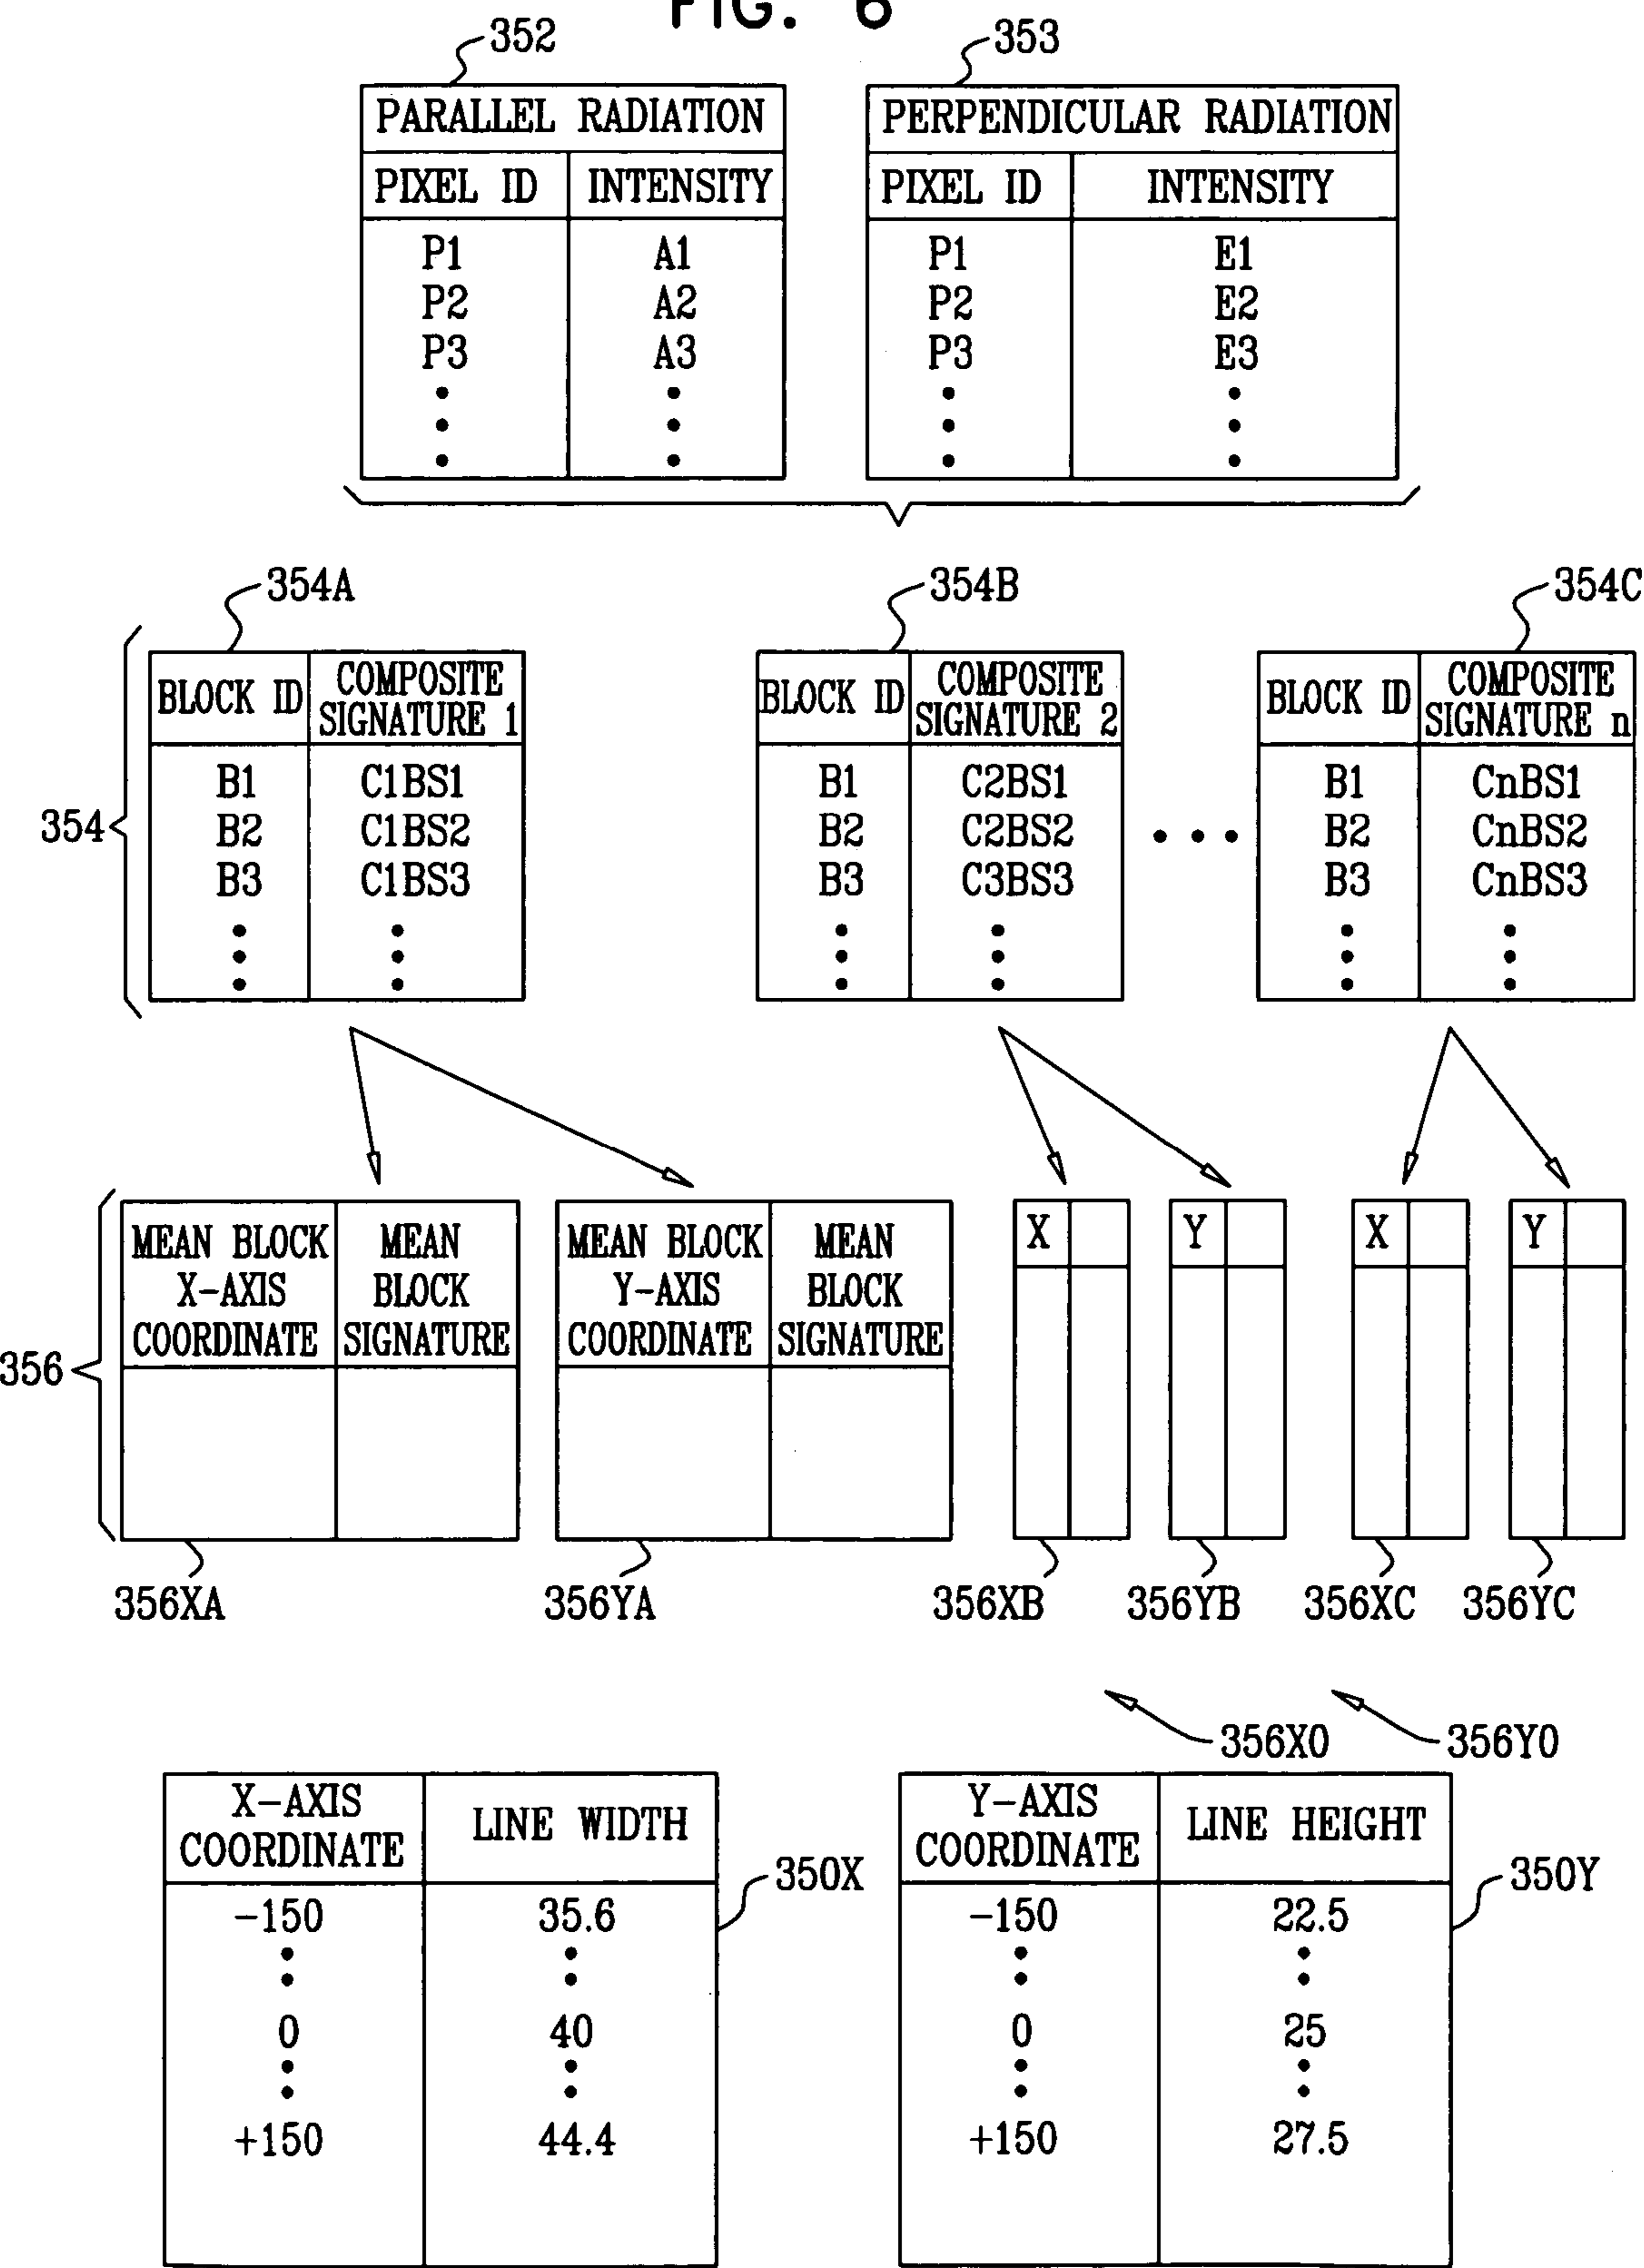 FIG. 6
352
353
PARALLEL RADIATION
PIXEL ID INTENSITY
P1 A1
P2 A2
P3 A3
PERPENDICULAR RADIATION
PIXEL ID INTENSITY
P1 E1
P2 E2
P3 E3
354A
354B
354C
354
BLOCK ID COMPOSITE
SIGNATURE 1
B1 C1BS1
B2 C1BS2
B3 C1BS3
BLOCK ID COMPOSITE
SIGNATURE 2
B1 C2BS1
B2 C2BS2
B3 C3BS3
BLOCK ID COMPOSITE
SIGNATURE n
B1 CnBS1
B2 CnBS2
B3 CnBS3
356
MEAN BLOCK
X-AXIS
COORDINATE
MEAN
BLOCK
SIGNATURE
MEAN BLOCK
Y-AXIS
COORDINATE
MEAN
BLOCK
SIGNATURE
X
Y
X
Y
356XA
356YA
356XB
356YB
356XC
356YC
356X0
356Y0
X-AXIS
COORDINATE
LINE WIDTH
-150 35.6
0 40
+150 44.4
350X
Y-AXIS
COORDINATE
LINE HEIGHT
-150 22.5
0 25
+150 27.5
350Y